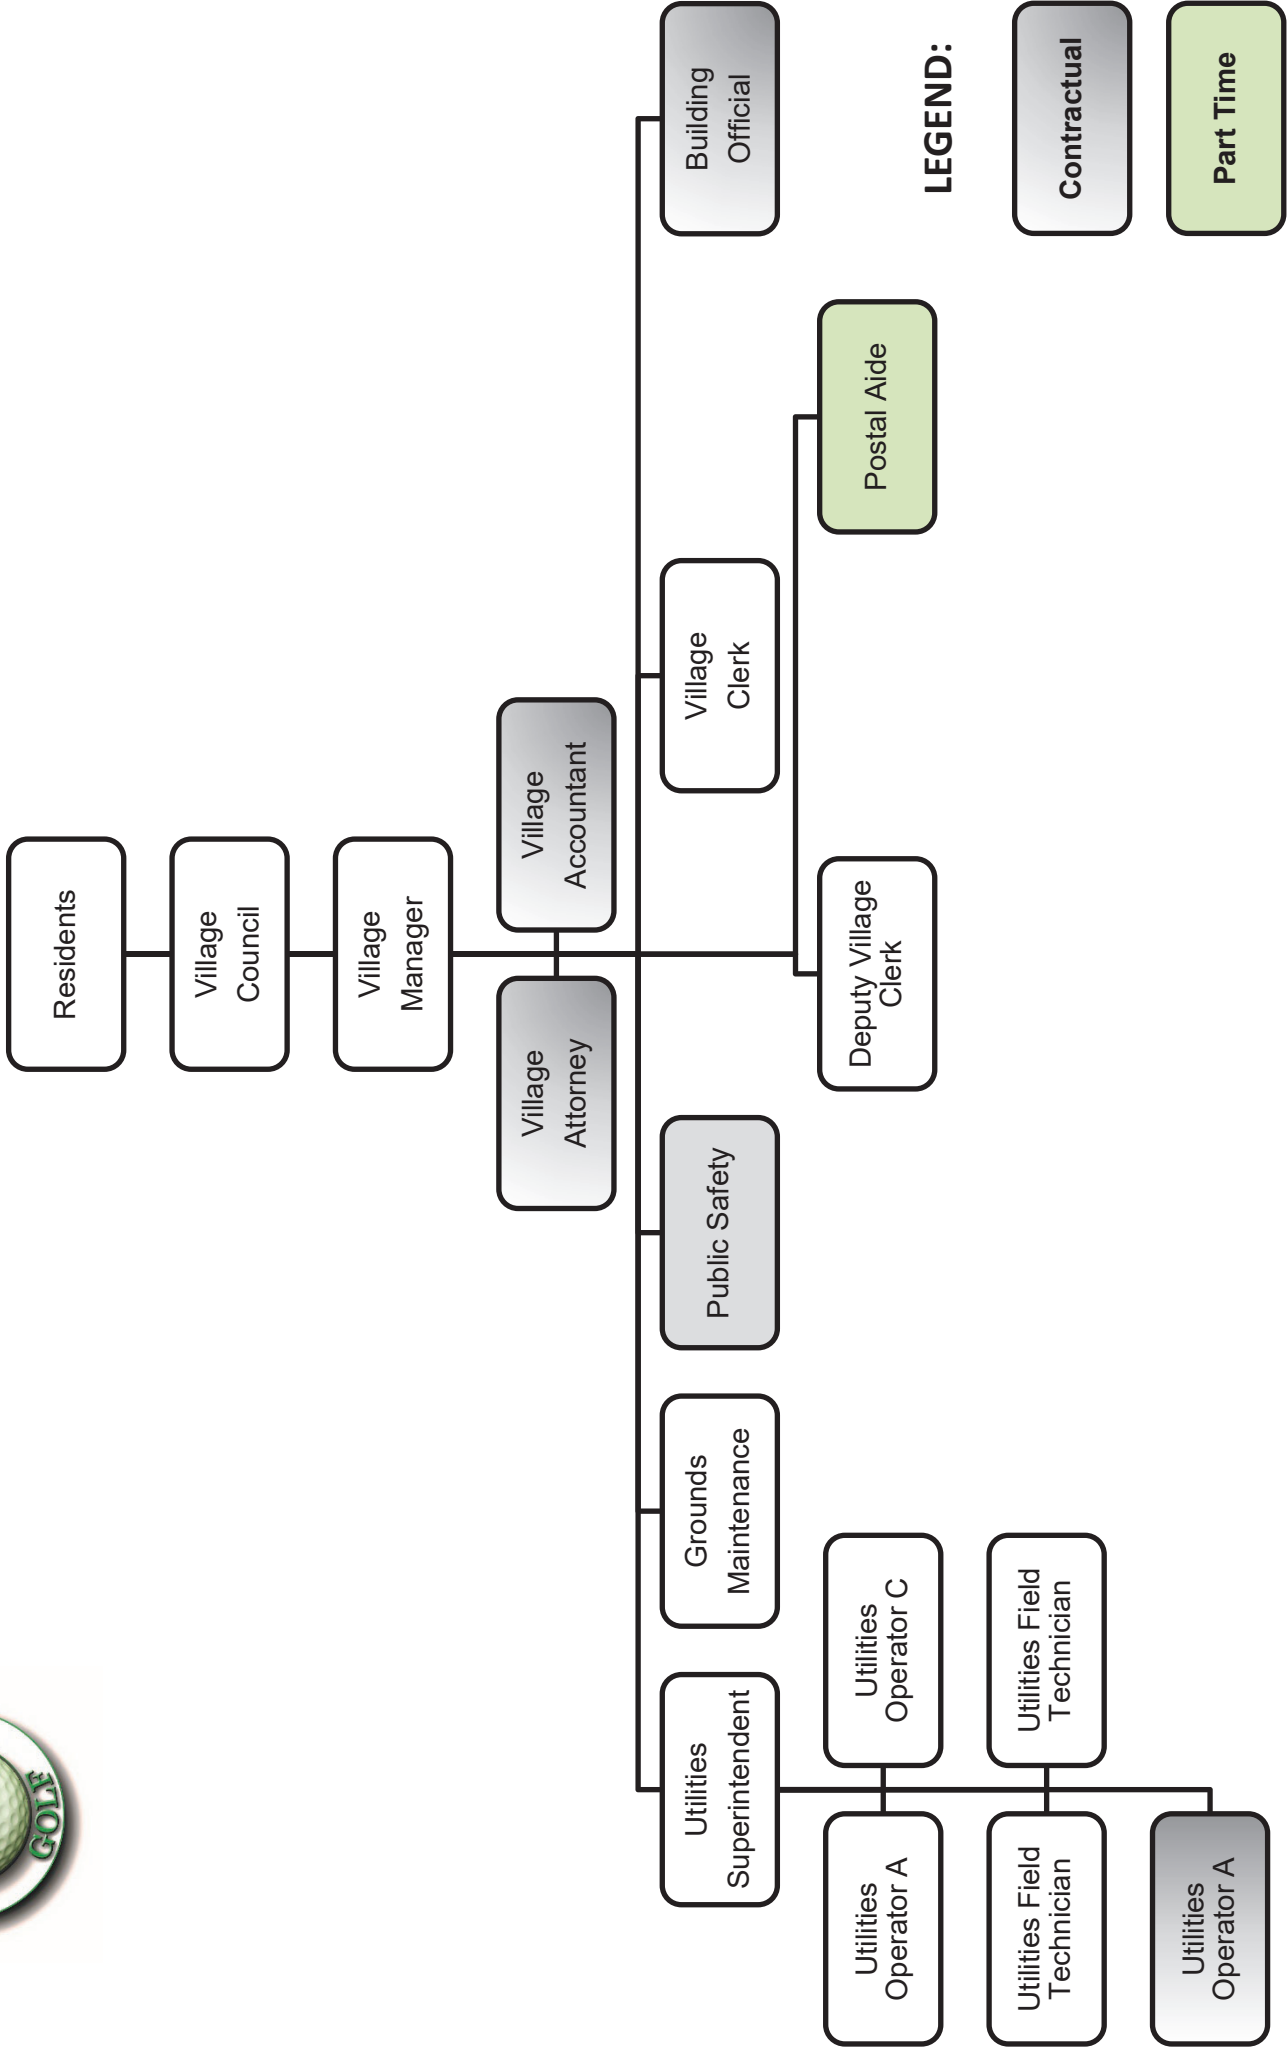 GOLF
Residents
Village
Council
Village
Manager
Village
Attorney
Village
Accountant
Utilities
Superintendent
Grounds
Maintenance
Public Safety
Village
Clerk
Building
Official
Utilities
Operator A
Utilities
Operator C
Utilities Field
Technician
Utilities Field
Technician
Utilities
Operator A
Deputy Village
Clerk
Postal Aide
LEGEND:
Contractual
Part Time